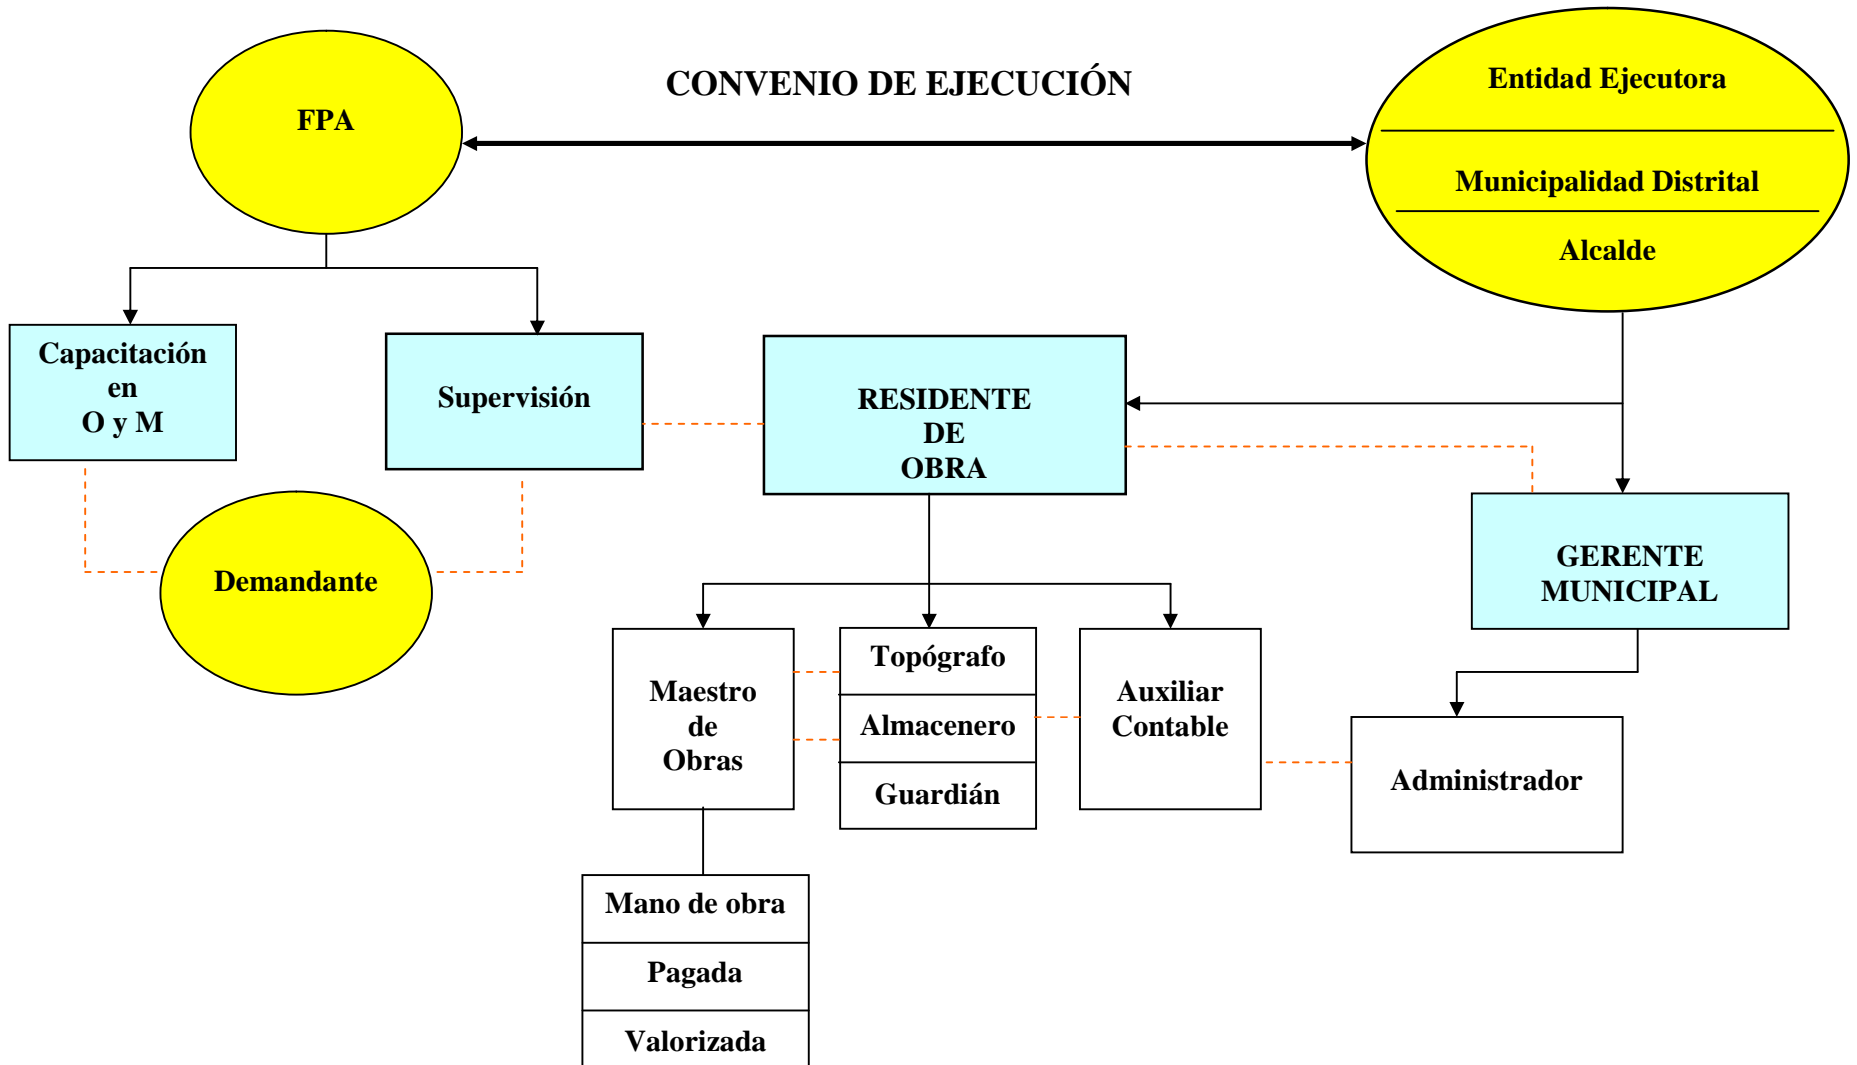 CONVENIO DE EJECUCIÓN
FPA
Entidad Ejecutora
Municipalidad Distrital
Alcalde
Capacitación
en
O y M
Supervisión
RESIDENTE
DE
OBRA
GERENTE
MUNICIPAL
Demandante
Maestro
de
Obras
Topógrafo
Almacenero
Guardián
Auxiliar
Contable
Administrador
Mano de obra
Pagada
Valorizada